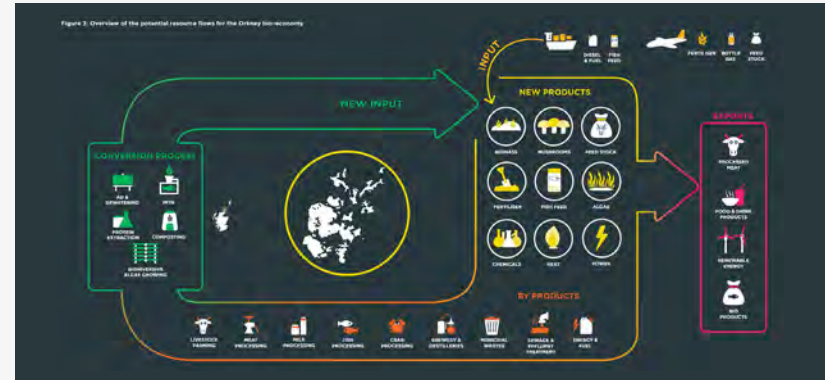 Figure 3: Overview of the potential resource flows for the Orkney bio-economy
INPUT
DIESEL
& FUEL
FISH
FEED
FERTILISER
BOTTLE
GAS
FEED
STOCK
NEW INPUT
NEW PRODUCTS
BIOMASS
MUSHROOMS
FEED STOCK
FERTILISER
FISH FEED
ALGAE
CHEMICALS
HEAT
POWER
EXPORTS
PROCESSED
MEAT
FOOD & DRINK
PRODUCTS
RENEWABLE
ENERGY
BIO
PRODUCTS
CONVERSION PROCESS
AD &
DEWATERING
PROTEIN
EXTRACTION
COMPOSTING
BIODIVERSE
ALGAE GROWING
BY PRODUCTS
LIVESTOCK
FARMING
MEAT
PROCESSING
MILK
PROCESSING
FISH
PROCESSING
CRAB
PROCESSING
BREWERY &
DISTILLERIES
MUNICIPAL
WASTES
SEWAGE &
EFFLUENT
TREATMENT
ENERGY &
FUEL